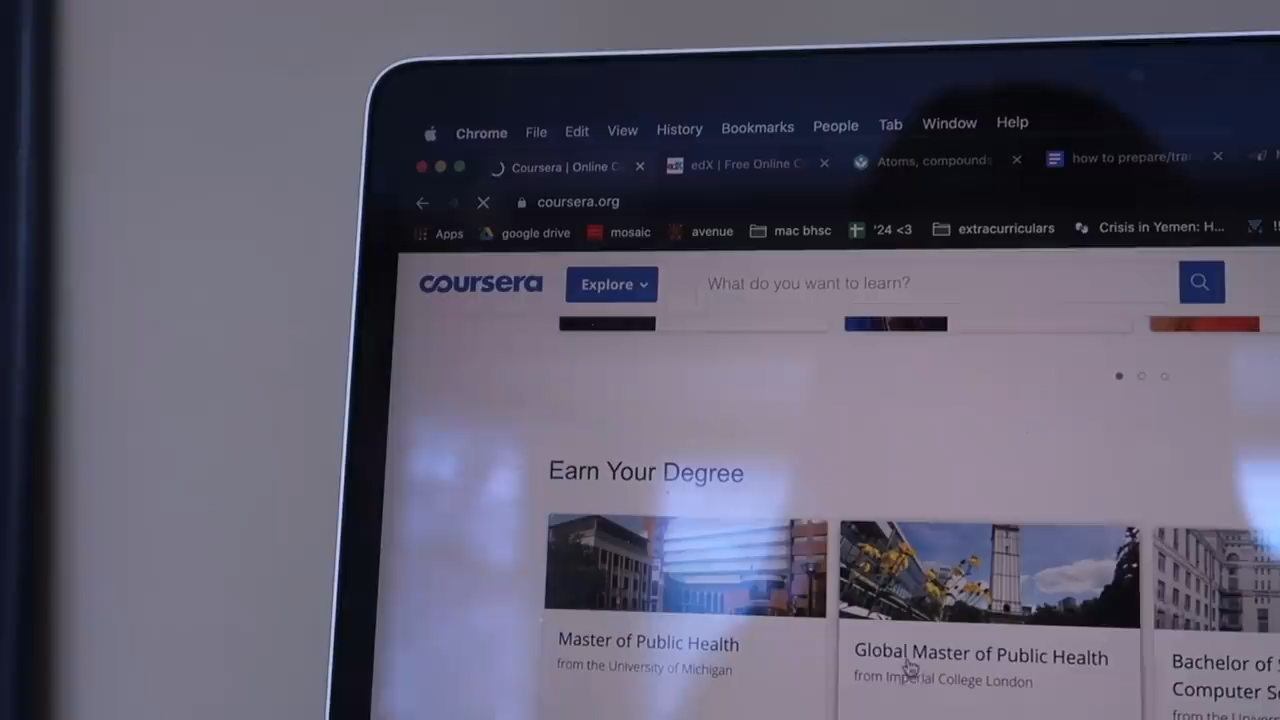 Chrome File Edit View History Bookmarks People Tab Window Help
Coursera | Online C edX | Free Online C Atoms, compounds how to prepare/tra
coursera.org
Apps google drive mosaic avenue mac bhsc '24 <3 extracurriculars Crisis in Yemen: H...
coursera Explore What do you want to learn?
Earn Your Degree
Master of Public Health
from the University of Michigan
Global Master of Public Health
from Imperial College London
Bachelor of
Computer
from the